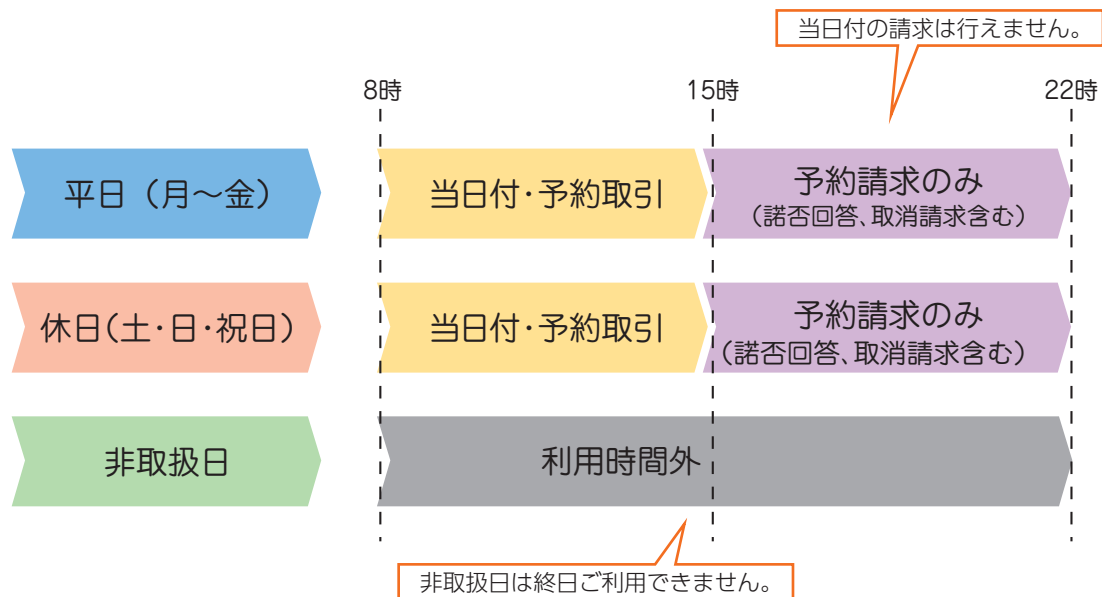 当日付の請求は行えません。
8時
15時
22時
平日（月～金）
当日付・予約取引
予約請求のみ
（諾否回答、取消請求含む）
休日（土・日・祝日）
当日付・予約取引
予約請求のみ
（諾否回答、取消請求含む）
非取扱日
利用時間外
非取扱日は終日ご利用できません。